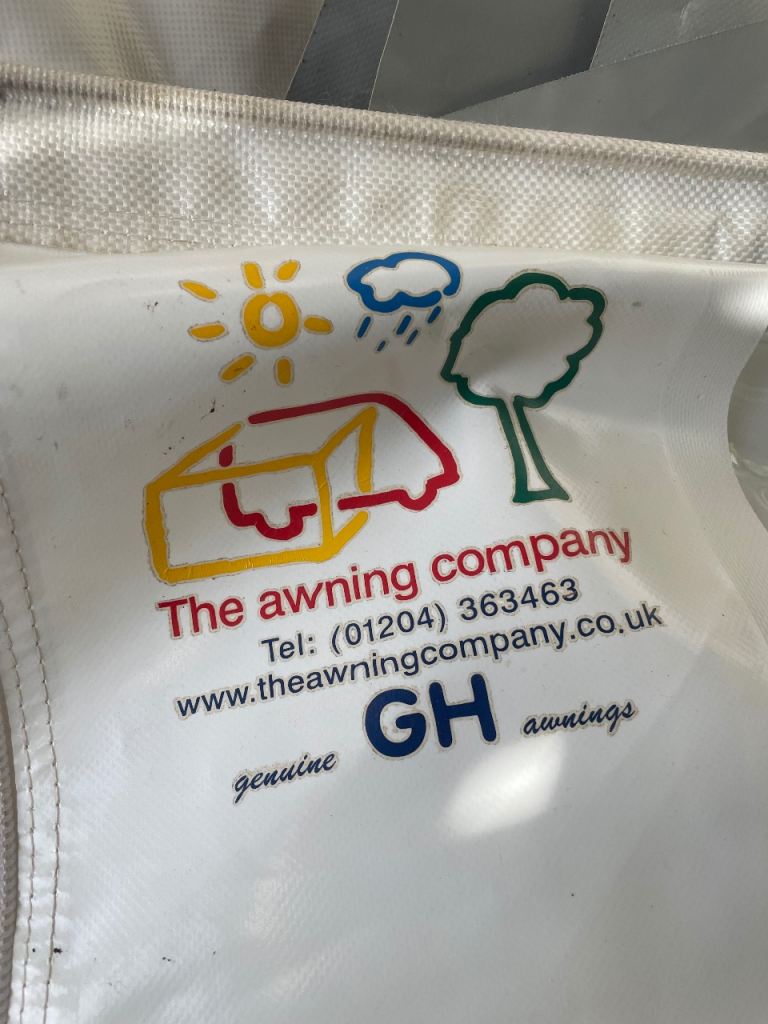 The awning company
Tel: (01204) 363463
www.theawningcompany.co.uk
genuine GH awnings